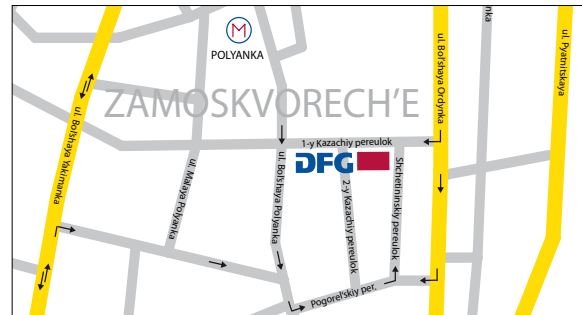 M
POLYANKA
ZAMOSKVORECH'E
ul. Bol'shaya Yakimanka
ul. Malaya Polyanka
ul. Bol'shaya Polyanka
1-y Kazachiy pereulok
DFG
2-y Kazachiy pereulok
Shchetininskiy pereulok
Pogorel'skiy per.
ul. Bol'shaya Ordynka
nka
ul. Pyatnitskaya